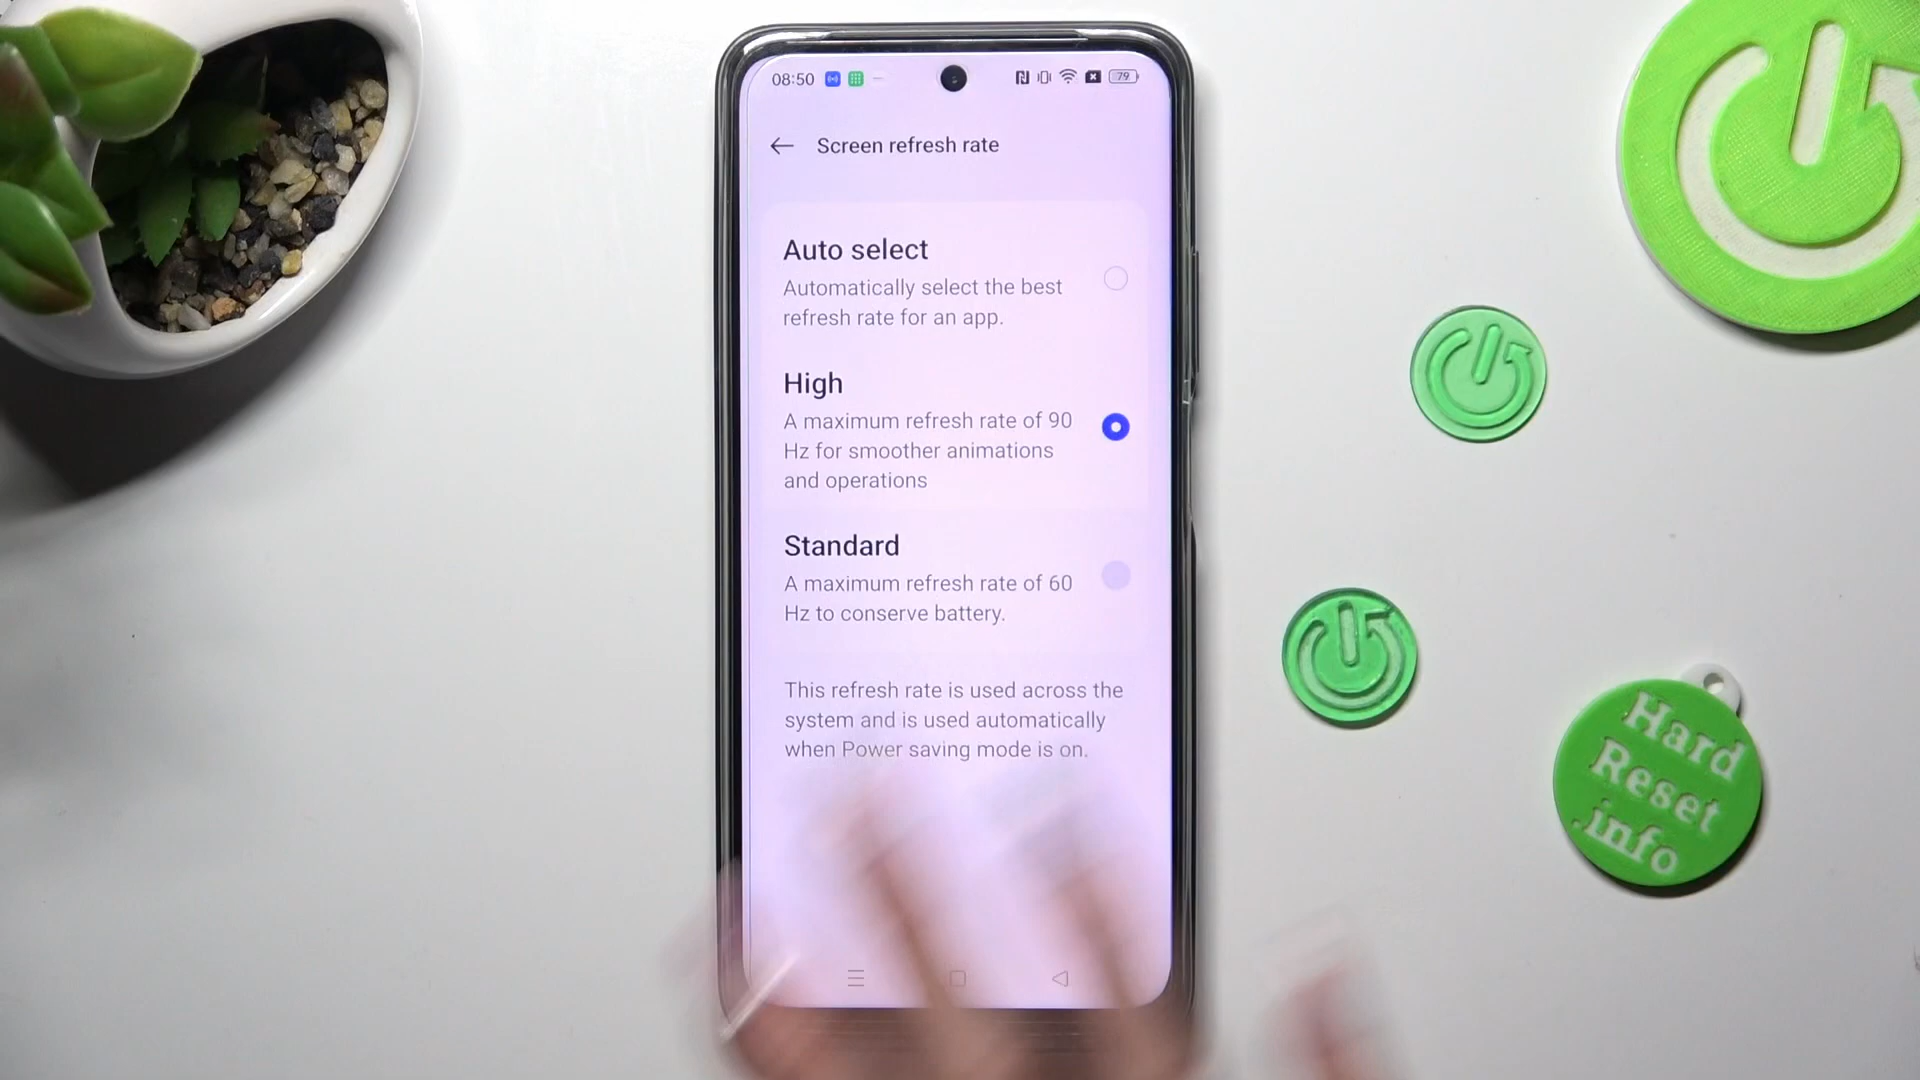 08:50
79
Screen refresh rate
Auto select
Automatically select the best
refresh rate for an app.
High
A maximum refresh rate of 90
Hz for smoother animations
and operations
Standard
A maximum refresh rate of 60
Hz to conserve battery.
This refresh rate is used across the
system and is used automatically
when Power saving mode is on.
Hard
Reset
.info